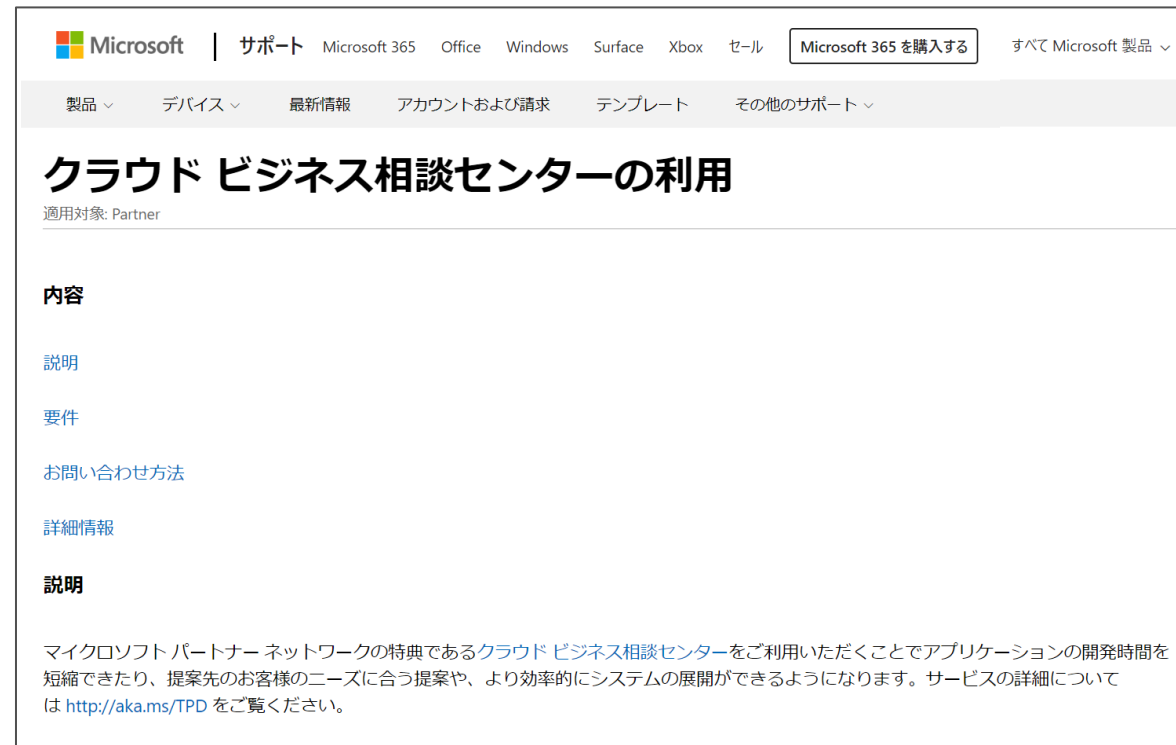 Microsoft | サポート Microsoft 365 Office Windows Surface Xbox セール Microsoft 365 を購入する すべて Microsoft 製品
製品 デバイス 最新情報 アカウントおよび請求 テンプレート その他のサポート
クラウド ビジネス相談センターの利用
適用対象: Partner
内容
説明
要件
お問い合わせ方法
詳細情報
説明
マイクロソフト パートナー ネットワークの特典であるクラウド ビジネス相談センターをご利用いただくことでアプリケーションの開発時間を
短縮できたり、提案先のお客様のニーズに合う提案や、より効率的にシステムの展開ができるようになります。サービスの詳細について
は http://aka.ms/TPD をご覧ください。